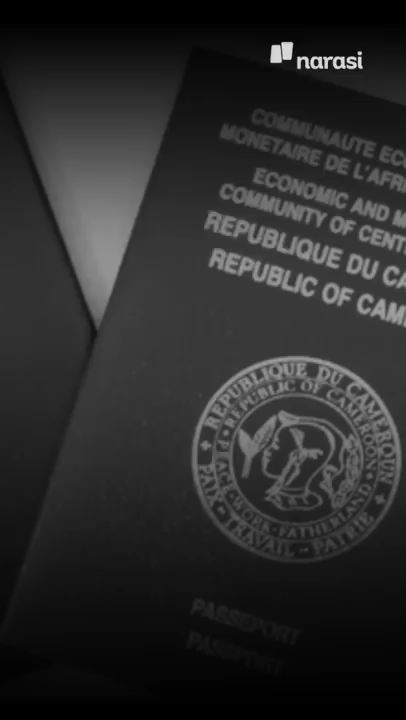 narasi
COMMUNAUTE ECO
MONETAIRE DE L'AFRI
ECONOMIC AND M
COMMUNITY OF CENT
REPUBLIQUE DU CA
REPUBLIC OF CAM
REPUBLIQUE DU CAMEROUN
REPUBLIC OF CAMEROON
PEACE - WORK - FATHERLAND
PAIX - TRAVAIL - PATRIE
PASSEPORT
PASSPORT